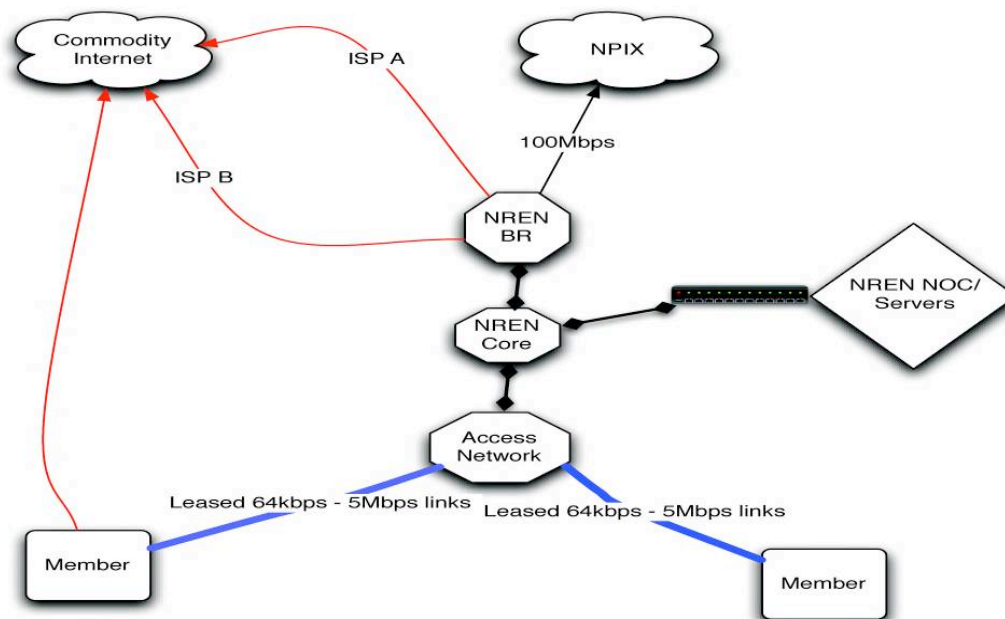 Commodity
Internet
ISP A
NPIX
100Mbps
ISP B
NREN
BR
NREN NOC/
Servers
NREN
Core
Access
Network
Leased 64kbps - 5Mbps links
Leased 64kbps - 5Mbps links
Member
Member